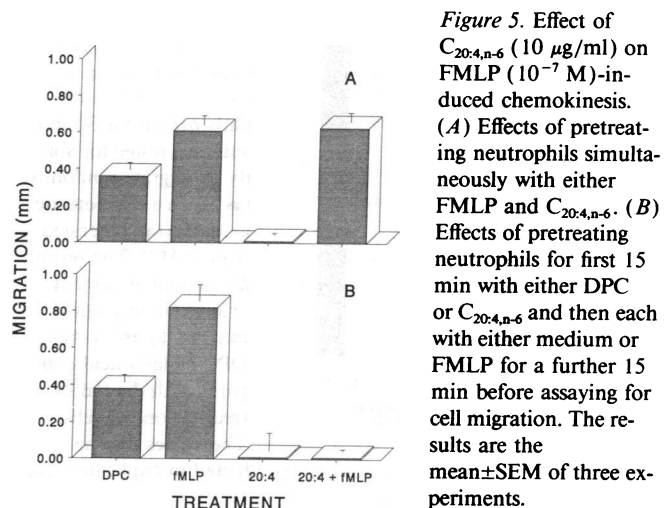 1.00
0.80
0.60
0.40
0.20
0.00
A
0.80
0.60
0.40
0.20
0.00
B
MIGRATION (mm)
DPC fMLP 20:4 20:4 + fMLP
TREATMENT
Figure 5. Effect of
C20:4,n-6 (10 μg/ml) on
FMLP (10⁻⁷ M)-in-
duced chemokinesis.
(A) Effects of pretreat-
ing neutrophils simulta-
neously with either
FMLP and C20:4,n-6. (B)
Effects of pretreating
neutrophils for first 15
min with either DPC
or C20:4,n-6 and then each
with either medium or
FMLP for a further 15
min before assaying for
cell migration. The re-
sults are the
mean±SEM of three ex-
periments.